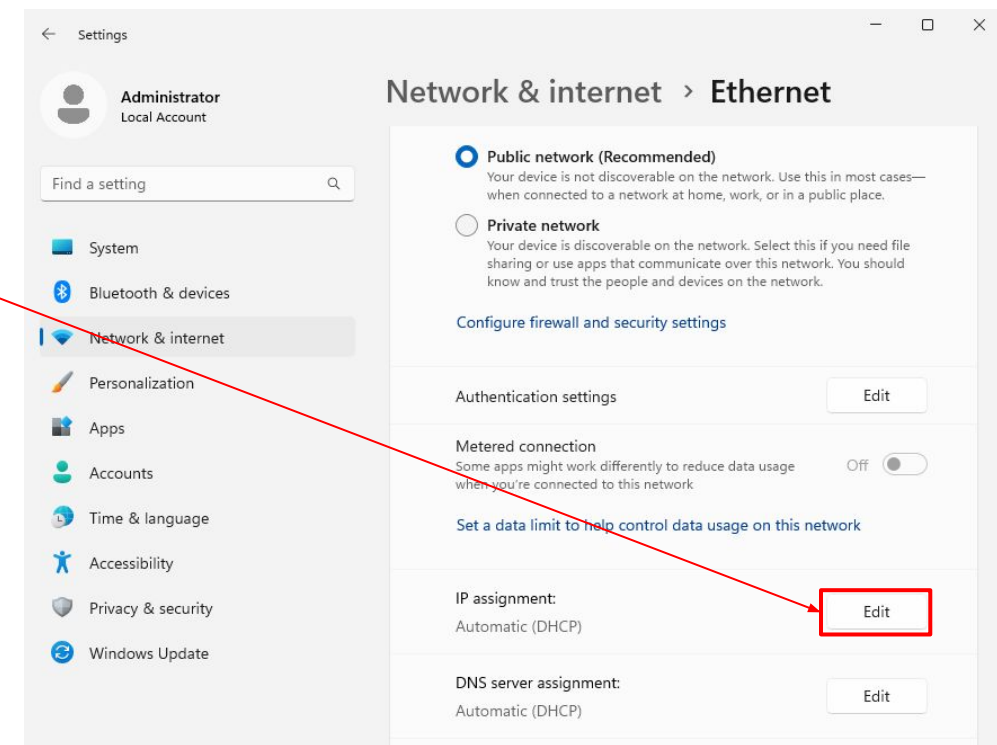 Settings
Administrator
Local Account
Find a setting
System
Bluetooth & devices
Network & internet
Personalization
Apps
Accounts
Time & language
Accessibility
Privacy & security
Windows Update
Network & internet > Ethernet
Public network (Recommended)
Your device is not discoverable on the network. Use this in most cases—
when connected to a network at home, work, or in a public place.
Private network
Your device is discoverable on the network. Select this if you need file
sharing or use apps that communicate over this network. You should
know and trust the people and devices on the network.
Configure firewall and security settings
Authentication settings
Edit
Metered connection
Some apps might work differently to reduce data usage
when you're connected to this network
Off
Set a data limit to help control data usage on this network
IP assignment:
Automatic (DHCP)
Edit
DNS server assignment:
Automatic (DHCP)
Edit